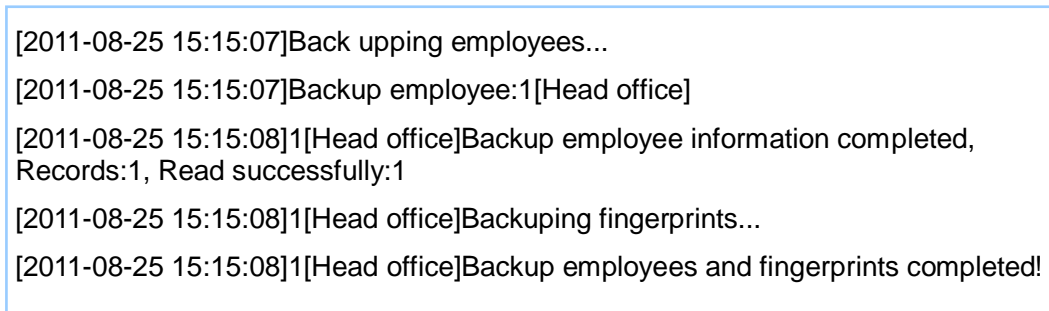 [2011-08-25 15:15:07]Back upping employees...
[2011-08-25 15:15:07]Backup employee:1[Head office]
[2011-08-25 15:15:08]1[Head office]Backup employee information completed,
Records:1, Read successfully:1
[2011-08-25 15:15:08]1[Head office]Backuping fingerprints...
[2011-08-25 15:15:08]1[Head office]Backup employees and fingerprints completed!